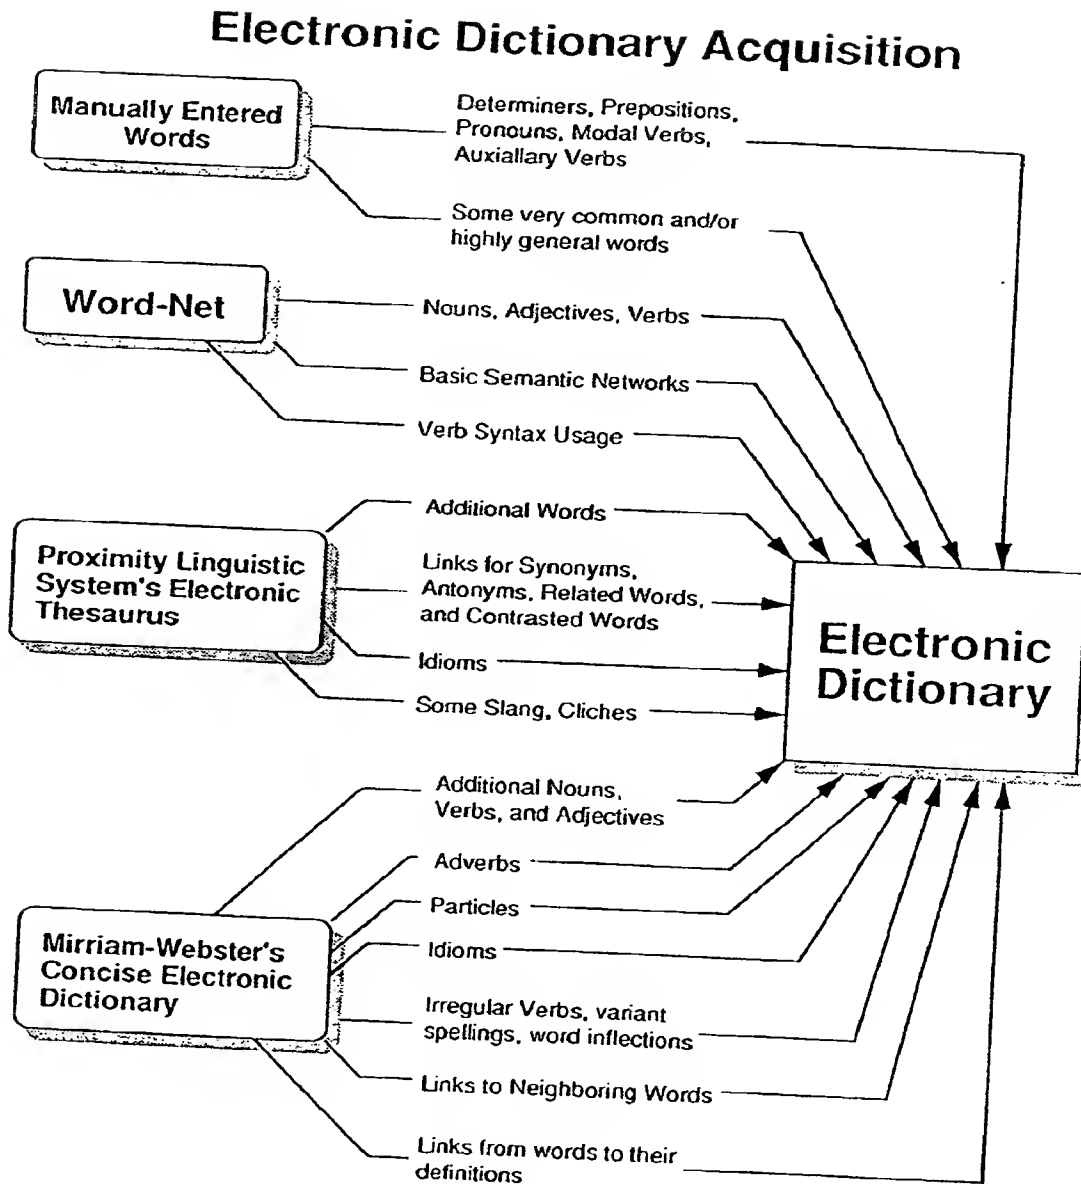 Electronic Dictionary Acquisition
Manually Entered
Words
Determiners, Prepositions,
Pronouns, Modal Verbs,
Auxiallary Verbs
Some very common and/or
highly general words
Word-Net
Nouns, Adjectives, Verbs
Basic Semantic Networks
Verb Syntax Usage
Proximity Linguistic
System's Electronic
Thesaurus
Additional Words
Links for Synonyms,
Antonyms, Related Words,
and Contrasted Words
Idioms
Some Slang, Cliches
Electronic
Dictionary
Mirriam-Webster's
Concise Electronic
Dictionary
Additional Nouns,
Verbs, and Adjectives
Adverbs
Particles
Idioms
Irregular Verbs, variant
spellings, word inflections
Links to Neighboring Words
Links from words to their
definitions